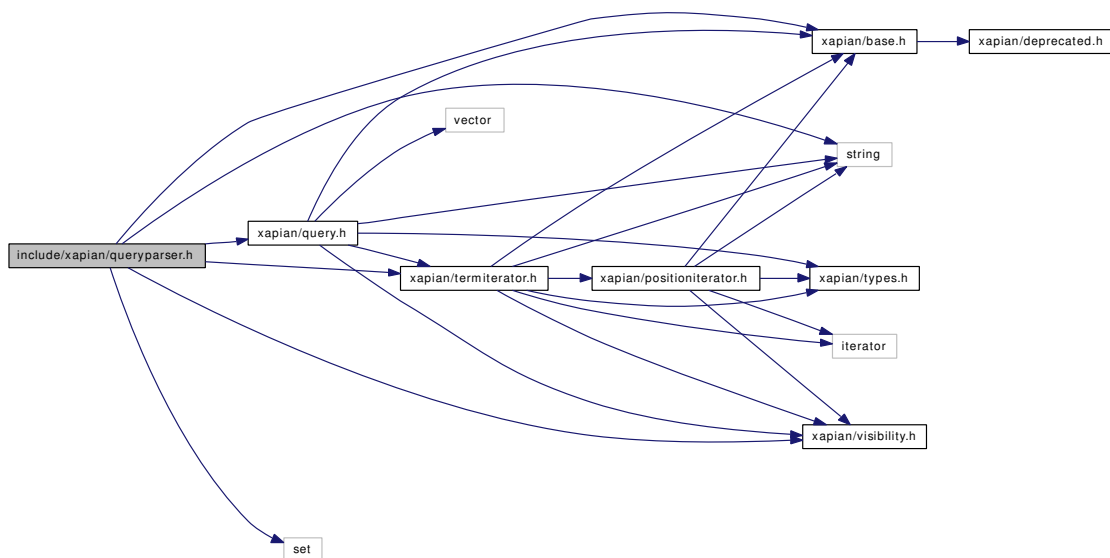 xapian/base.h
xapian/deprecated.h
vector
string
xapian/query.h
include/xapian/queryparser.h
xapian/termiterator.h
xapian/positioniterator.h
xapian/types.h
iterator
xapian/visibility.h
set